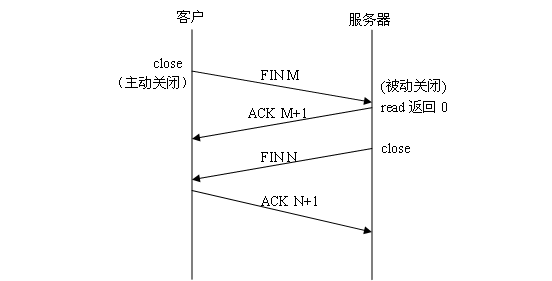 客户
服务器
close
（主动关闭）
FIN M
(被动关闭)
ACK M+1
read 返回 0
FIN N
close
ACK N+1